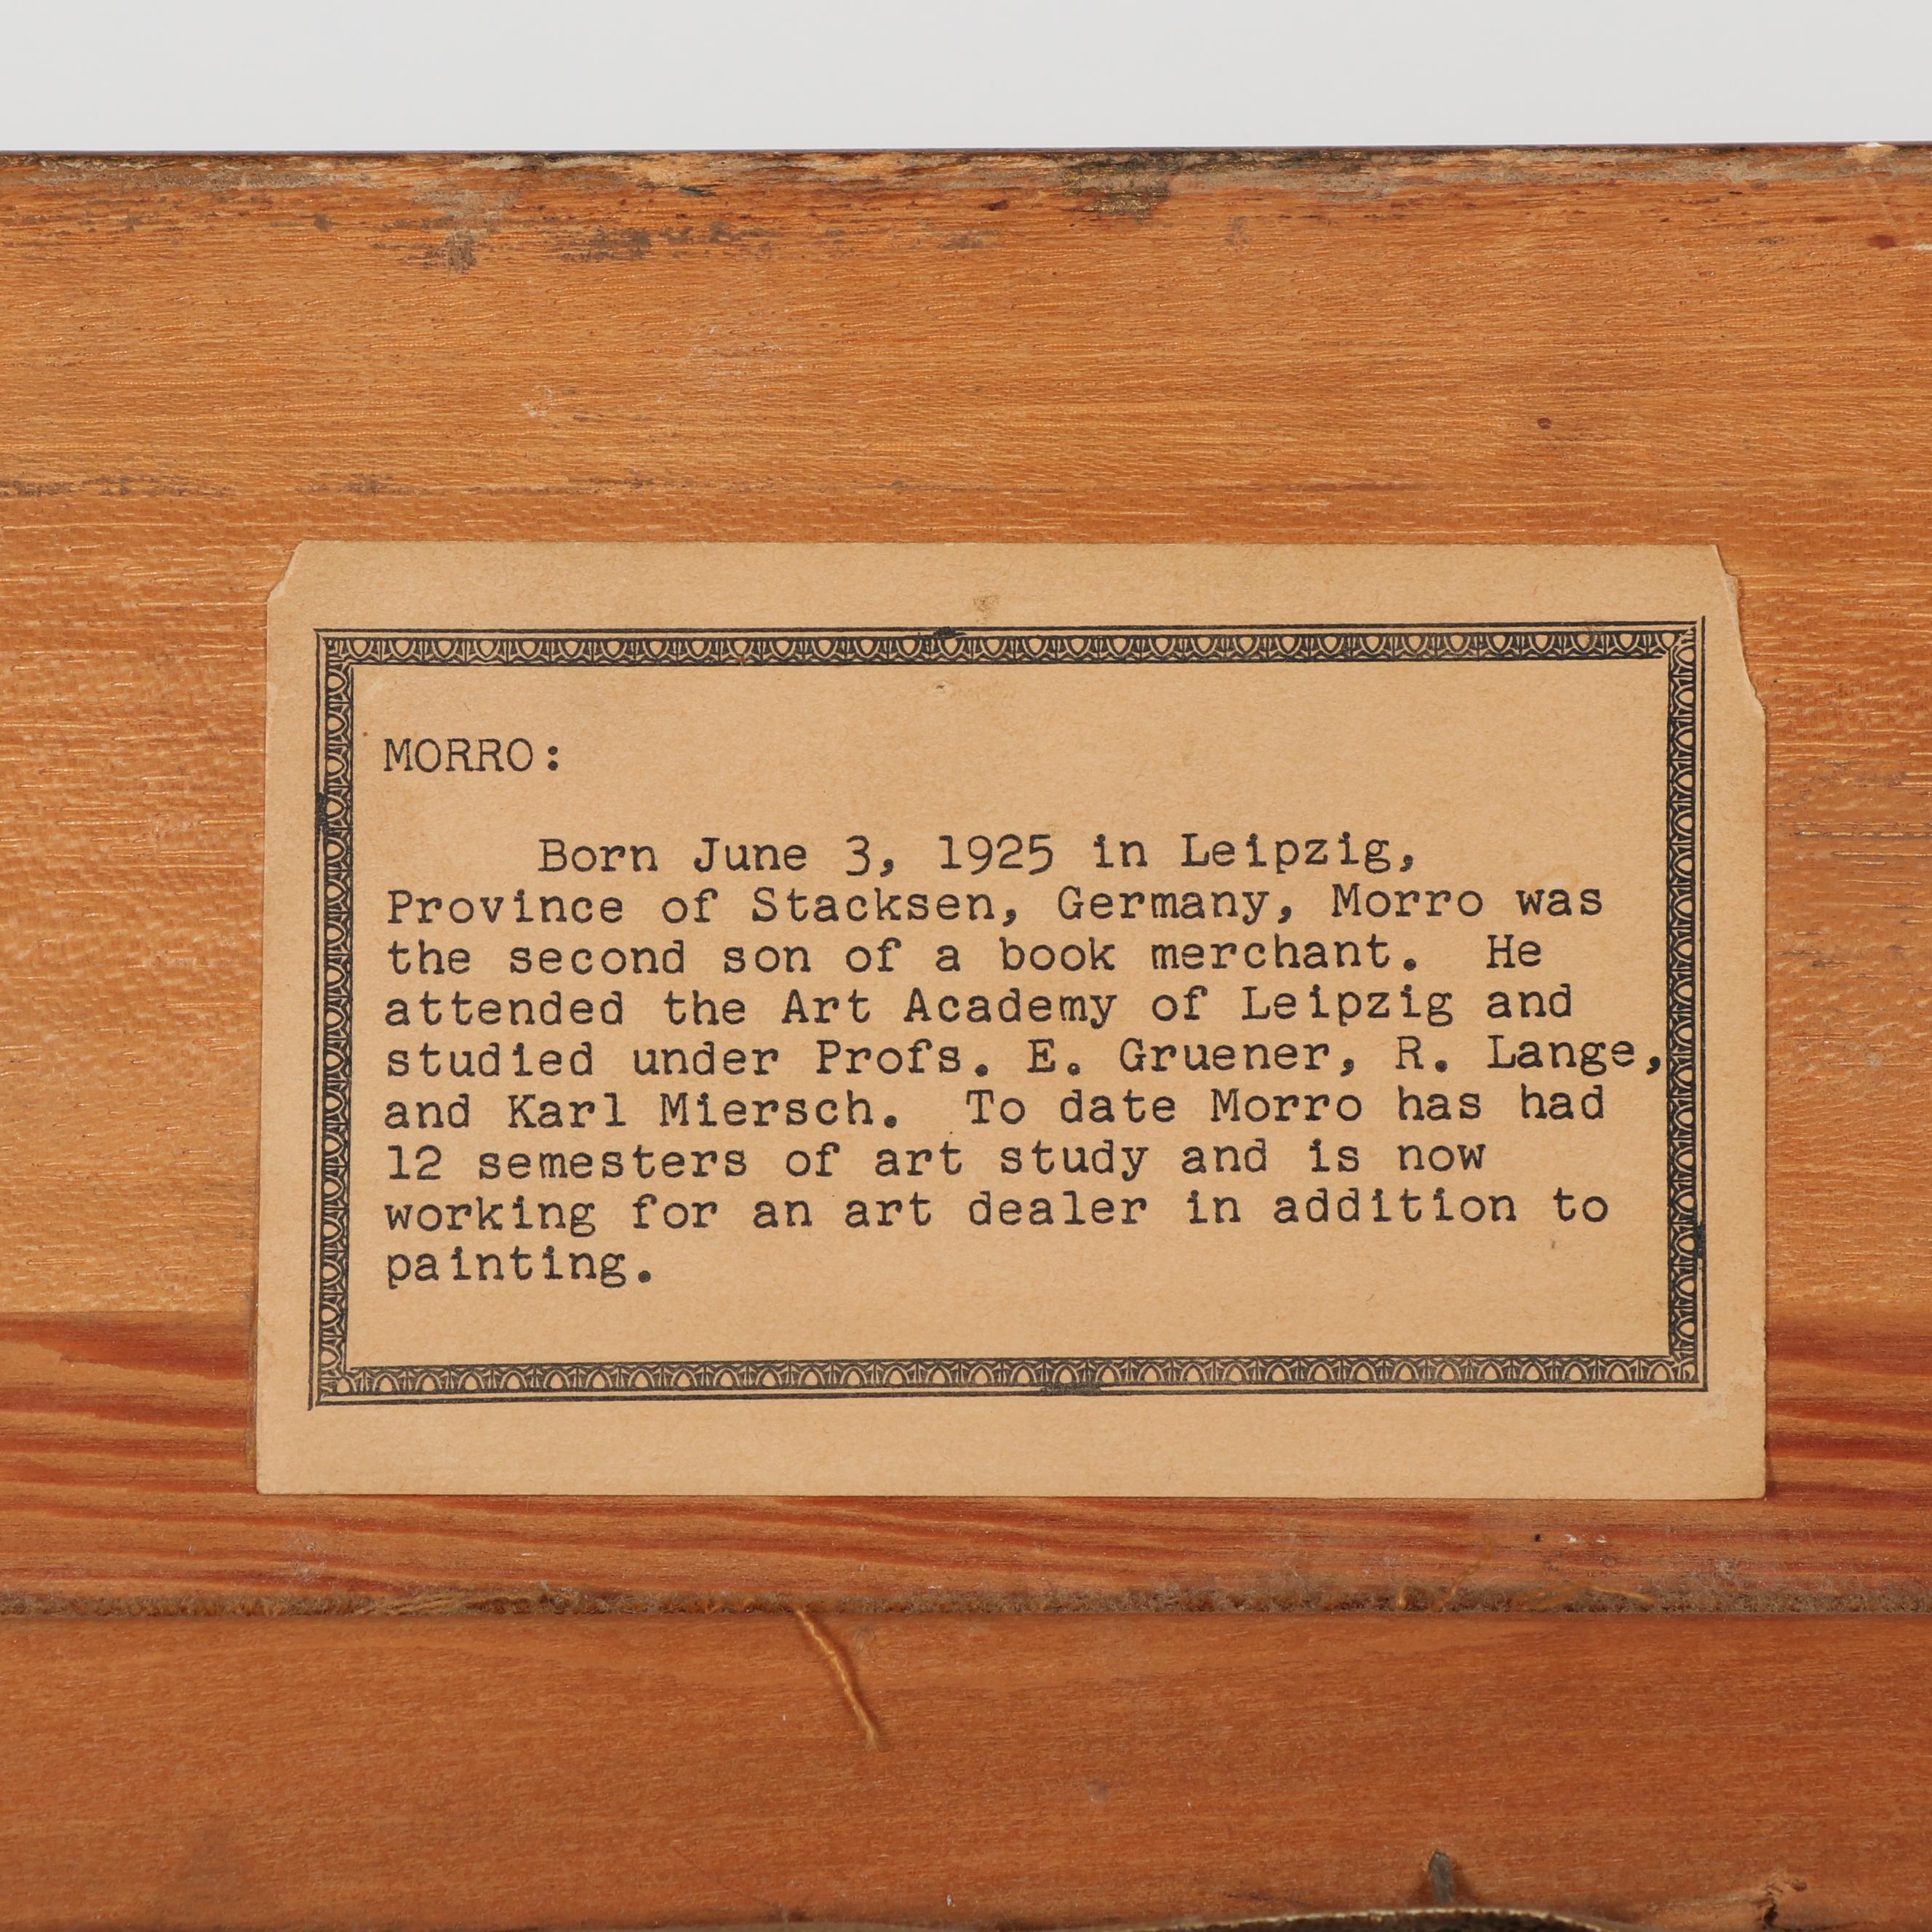 MORRO:
Born June 3, 1925 in Leipzig,
Province of Stacksen, Germany, Morro was
the second son of a book merchant. He
attended the Art Academy of Leipzig and
studied under Profs. E. Gruener, R. Lange,
and Karl Miersch. To date Morro has had
12 semesters of art study and is now
working for an art dealer in addition to
painting.